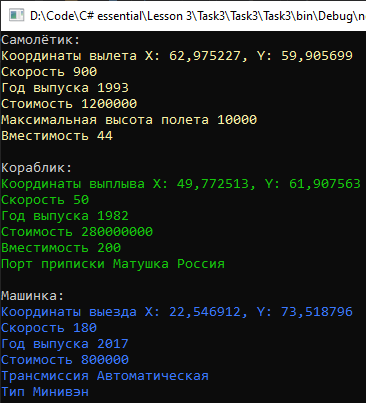 D:\Code\C# essential\Lesson 3\Task3\Task3\Task3\bin\Debug\n
Самолётик:
Координаты вылета X: 62,975227, Y: 59,905699
Скорость 900
Год выпуска 1993
Стоимость 1200000
Максимальная высота полета 10000
Вместимость 44
Кораблик:
Координаты выплыва X: 49,772513, Y: 61,907563
Скорость 50
Год выпуска 1982
Стоимость 280000000
Вместимость 200
Порт приписки Матушка Россия
Машинка:
Координаты выезда X: 22,546912, Y: 73,518796
Скорость 180
Год выпуска 2017
Стоимость 800000
Трансмиссия Автоматическая
Тип Минивэн